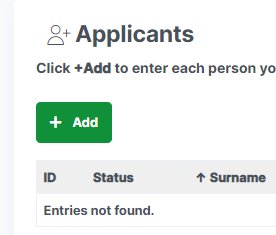 Applicants
Click +Add to enter each person yo
+ Add
ID Status ↑ Surname
Entries not found.